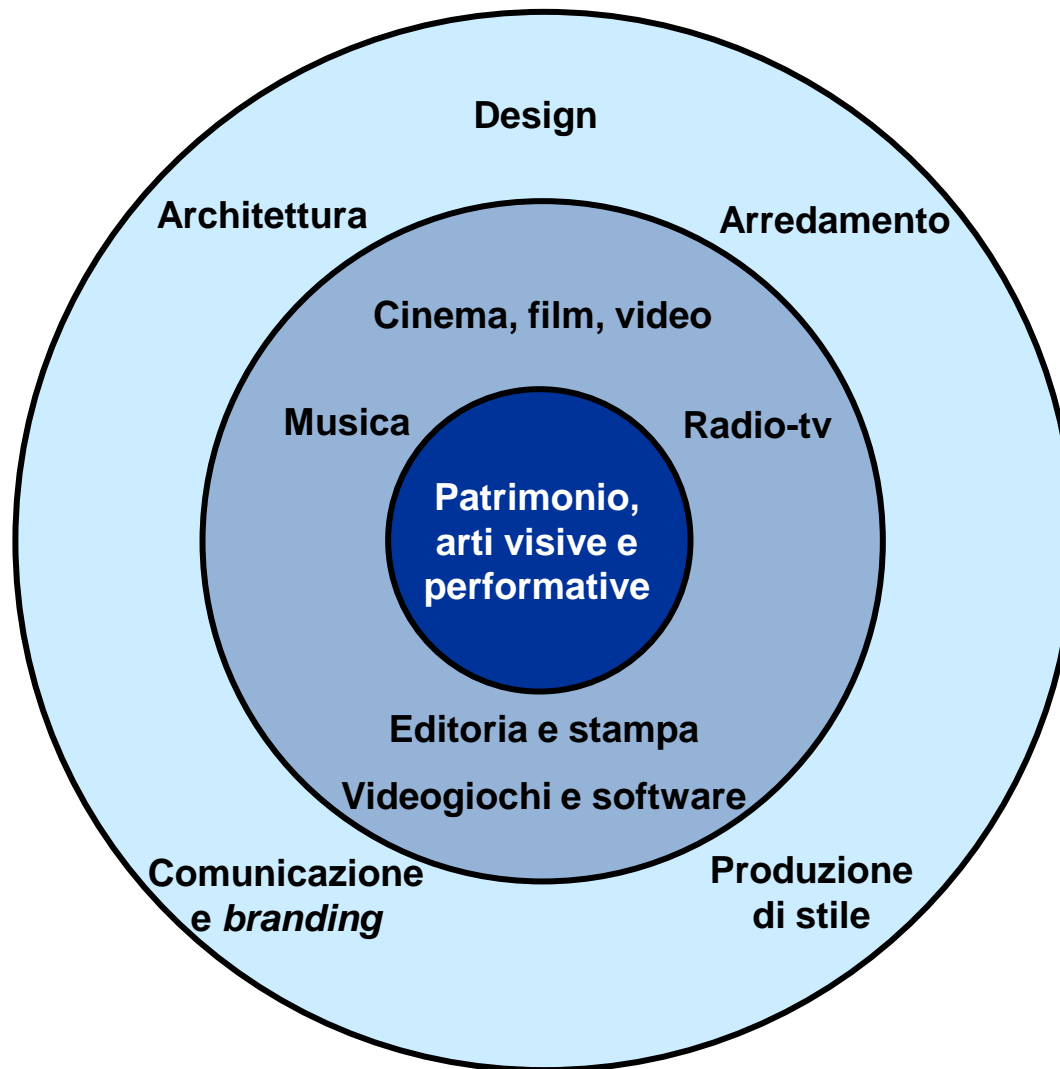 Design
Architettura
Arredamento
Cinema, film, video
Musica
Radio-tv
Patrimonio,
arti visive e
performative
Editoria e stampa
Videogiochi e software
Comunicazione
e branding
Produzione
di stile